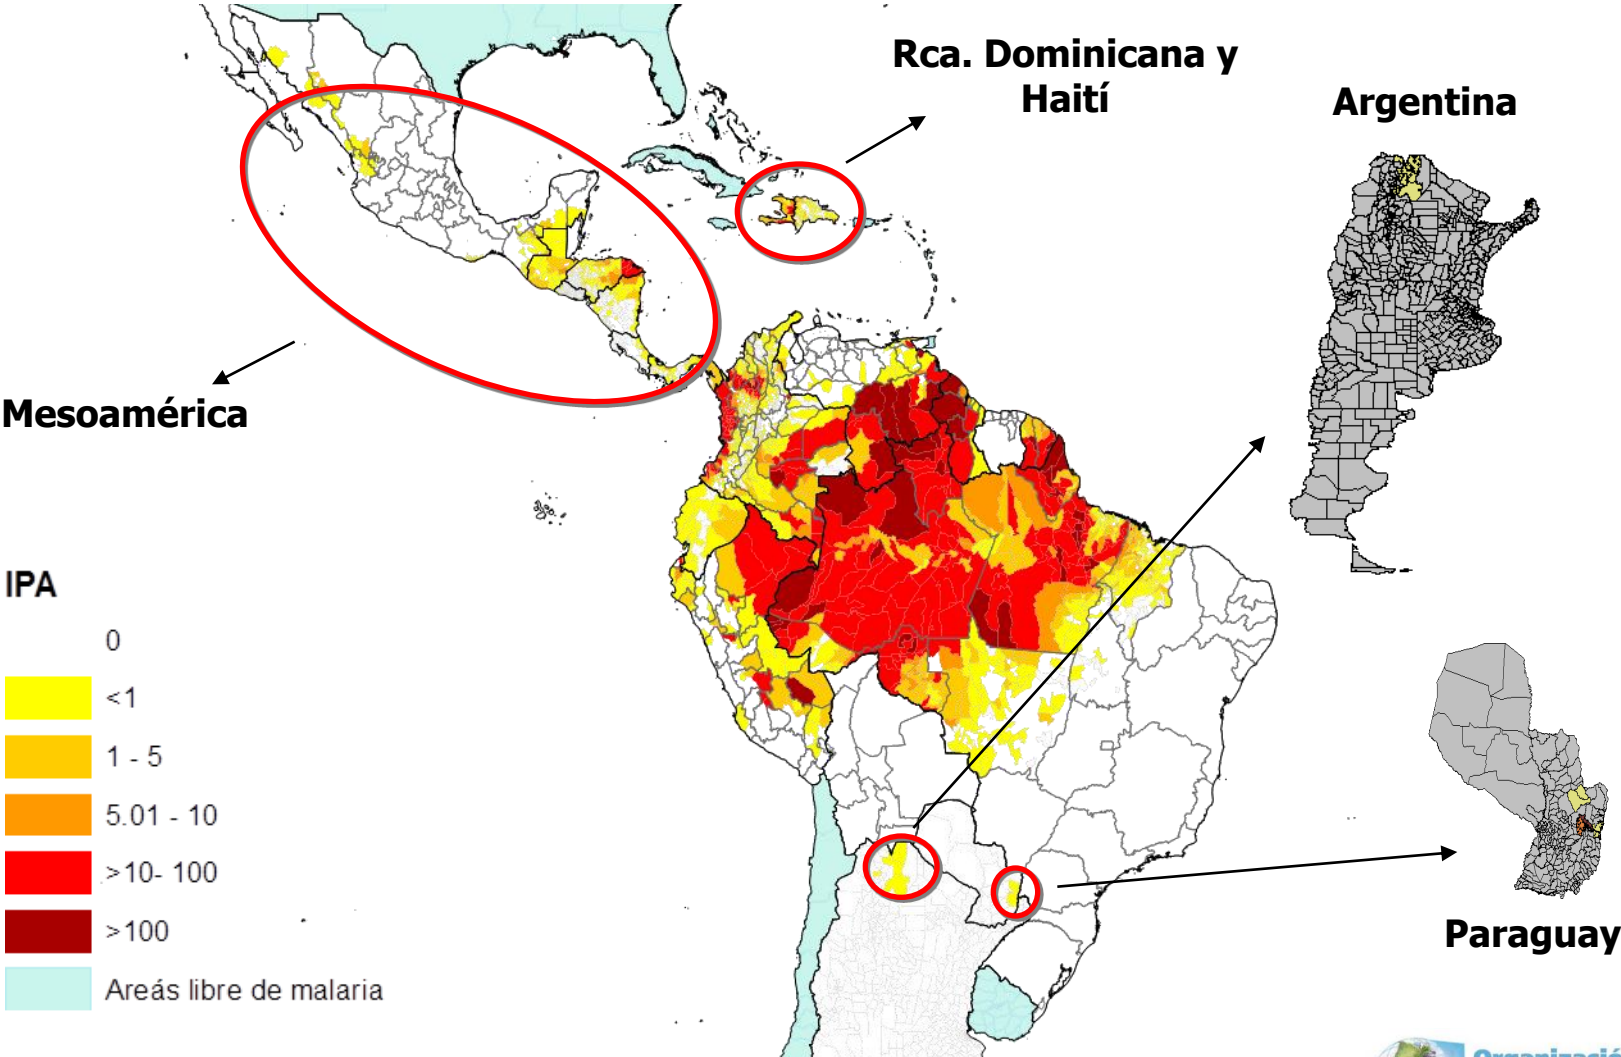 Rca. Dominicana y
Haití
Argentina
Mesoamérica
IPA
0
<1
1 - 5
5.01 - 10
>10- 100
>100
Areás libre de malaria
Paraguay